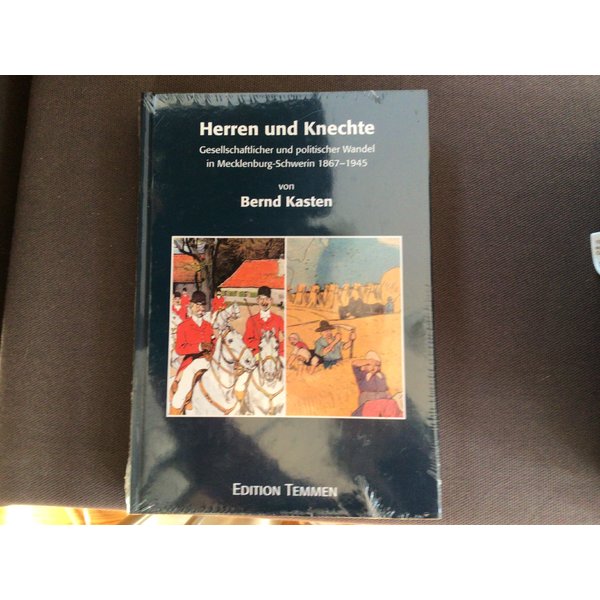 Herren und Knechte
Gesellschaftlicher und politischer Wandel
in Mecklenburg-Schwerin 1867–1945
von
Bernd Kasten
EDITION TEMMEN